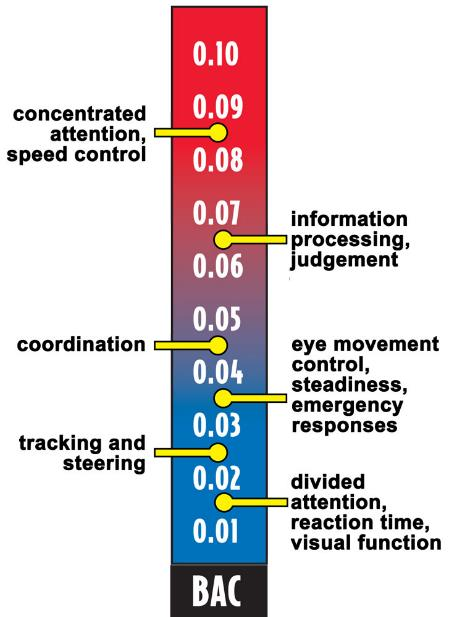 0.10
0.09
concentrated
attention,
speed control
0.08
0.07
information
processing,
judgement
0.06
0.05
coordination
eye movement
control,
steadiness,
emergency
responses
0.04
0.03
tracking and
steering
0.02
divided
attention,
reaction time,
visual function
0.01
BAC